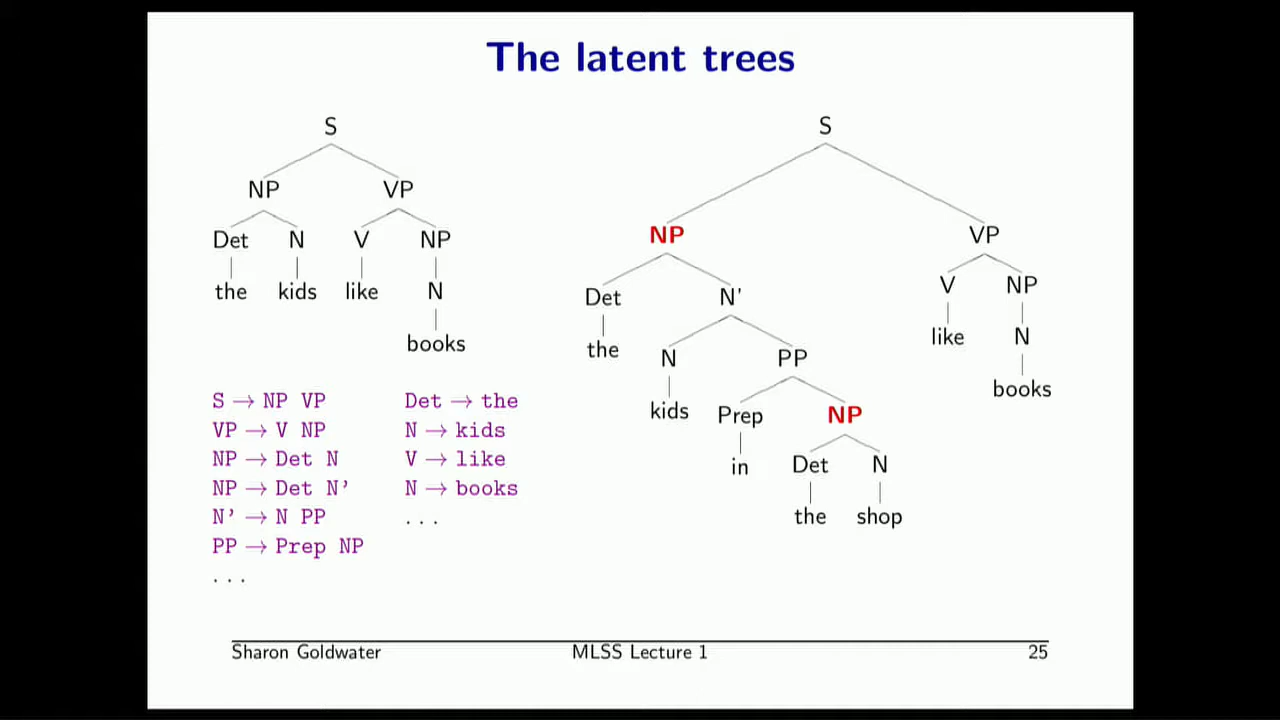 The latent trees
S
NP VP
Det N V NP
the kids like N
books
S
NP VP
Det N' V NP
the N PP like N
kids Prep NP books
in Det N
the shop
S → NP VP
VP → V NP
NP → Det N
NP → Det N'
N' → N PP
PP → Prep NP
. . .
Det → the
N → kids
V → like
N → books
. . .
Sharon Goldwater MLSS Lecture 1 25